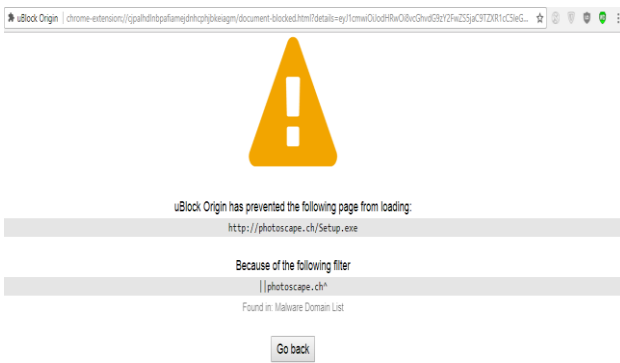 uBlock Origin | chrome-extension://cjpalhdlnbpafiamejdnhcphjbkeiagm/document-blocked.html?details=eyJ1cmwiOiJodHRwOi8vcGhvdG9zY2FwZS5jaC9TZXR1cC5leG...
uBlock Origin has prevented the following page from loading:
http://photoscape.ch/Setup.exe
Because of the following filter
||photoscape.ch^
Found in: Malware Domain List
Go back